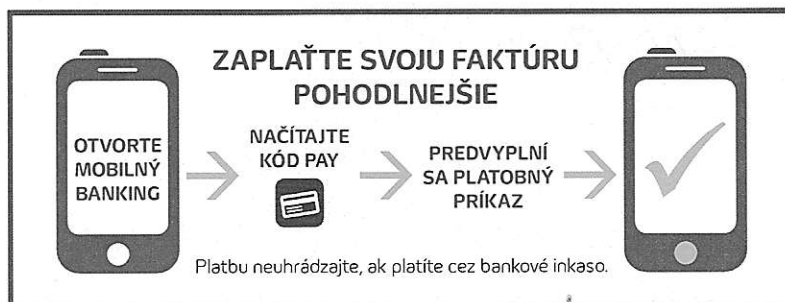 ZAPLAŤTE SVOJU FAKTÚRU
POHODLNEJŠIE
OTVORTE
MOBILNÝ
BANKING
NAČÍTAJTE
KÓD PAY
PREDVYPLNÍ
SA PLATOBNÝ
PRÍKAZ
Platbu neuhrádzajte, ak platíte cez bankové inkaso.